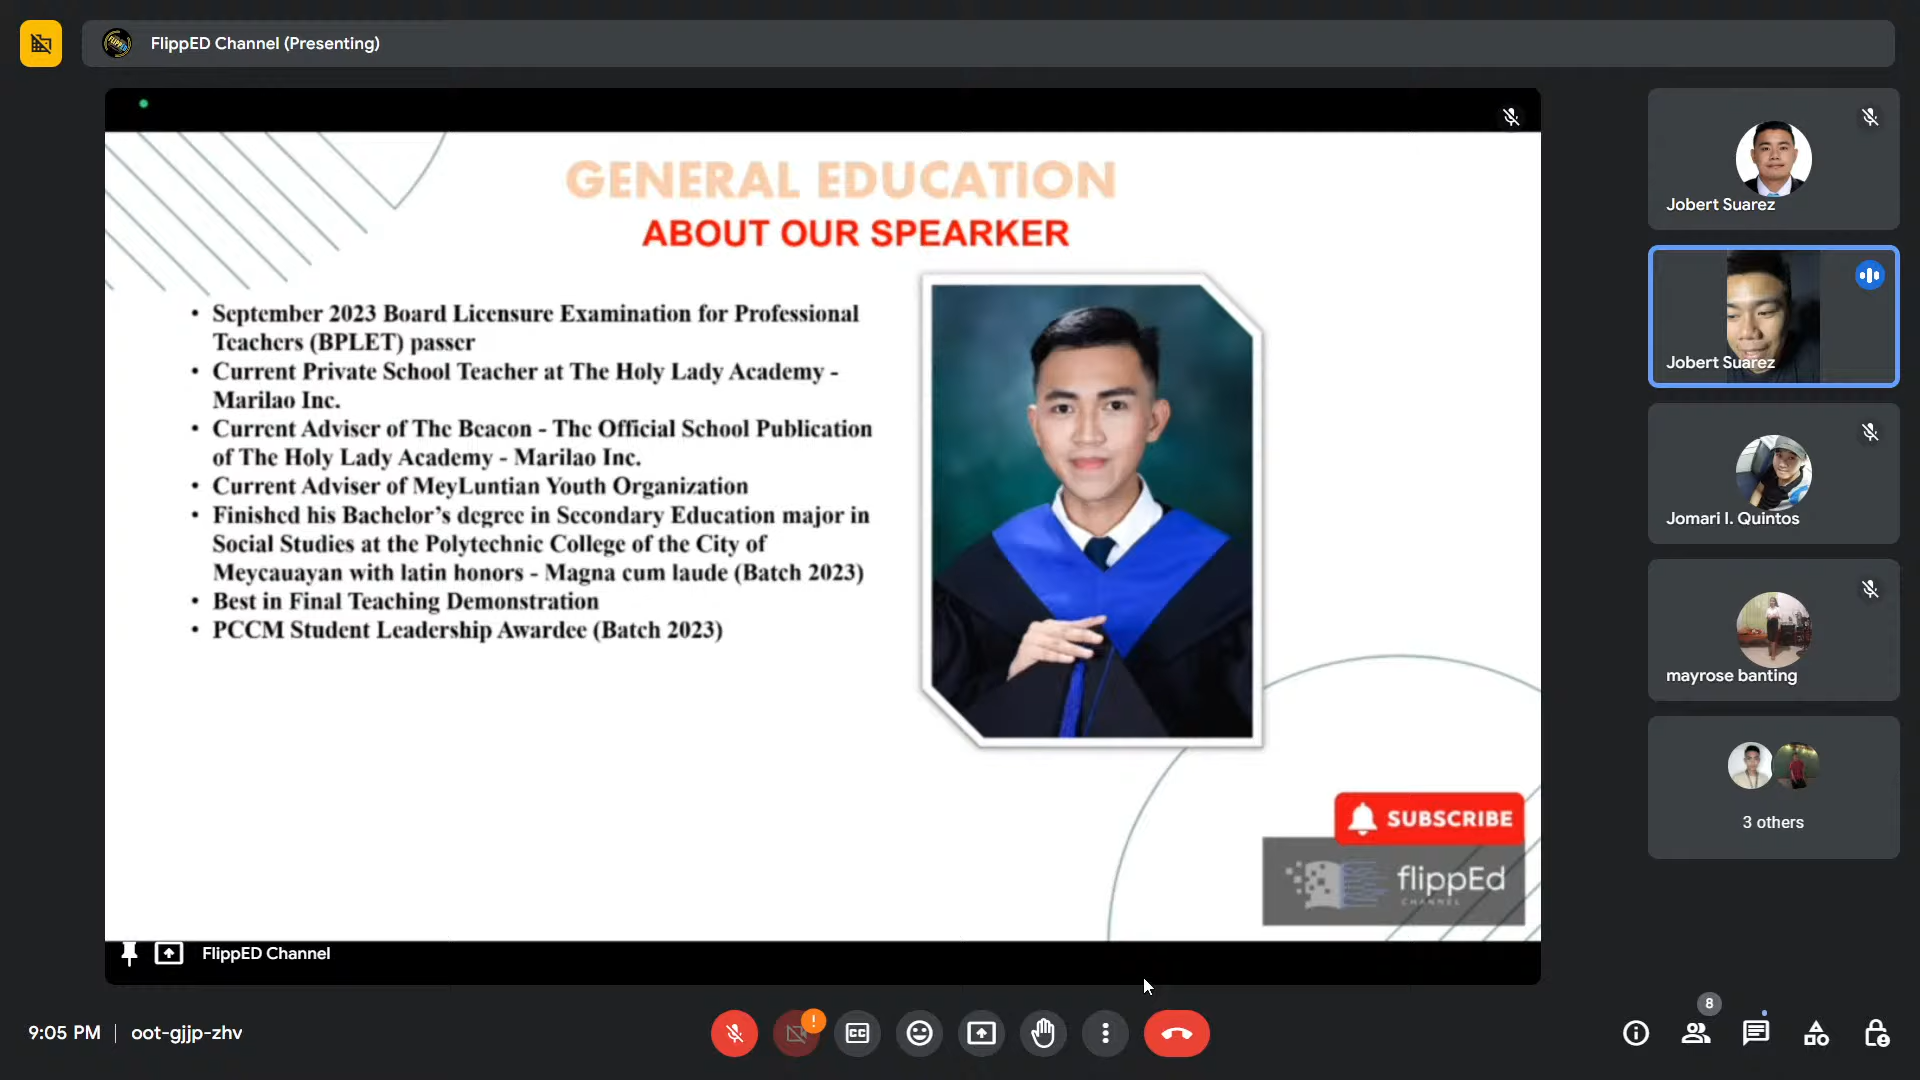 FlippED Channel (Presenting)
GENERAL EDUCATION
ABOUT OUR SPEARKER
• September 2023 Board Licensure Examination for Professional
Teachers (BPLET) passer
• Current Private School Teacher at The Holy Lady Academy -
Marilao Inc.
• Current Adviser of The Beacon - The Official School Publication
of The Holy Lady Academy - Marilao Inc.
• Current Adviser of MeyLuntian Youth Organization
• Finished his Bachelor’s degree in Secondary Education major in
Social Studies at the Polytechnic College of the City of
Meycauayan with latin honors - Magna cum laude (Batch 2023)
• Best in Final Teaching Demonstration
• PCCM Student Leadership Awardee (Batch 2023)
SUBSCRIBE
flippEd
CHANNEL
FlippED Channel
Jobert Suarez
Jobert Suarez
Jomari I. Quintos
mayrose banting
3 others
9:05 PM | oot-gjjp-zhv
!
CC
8